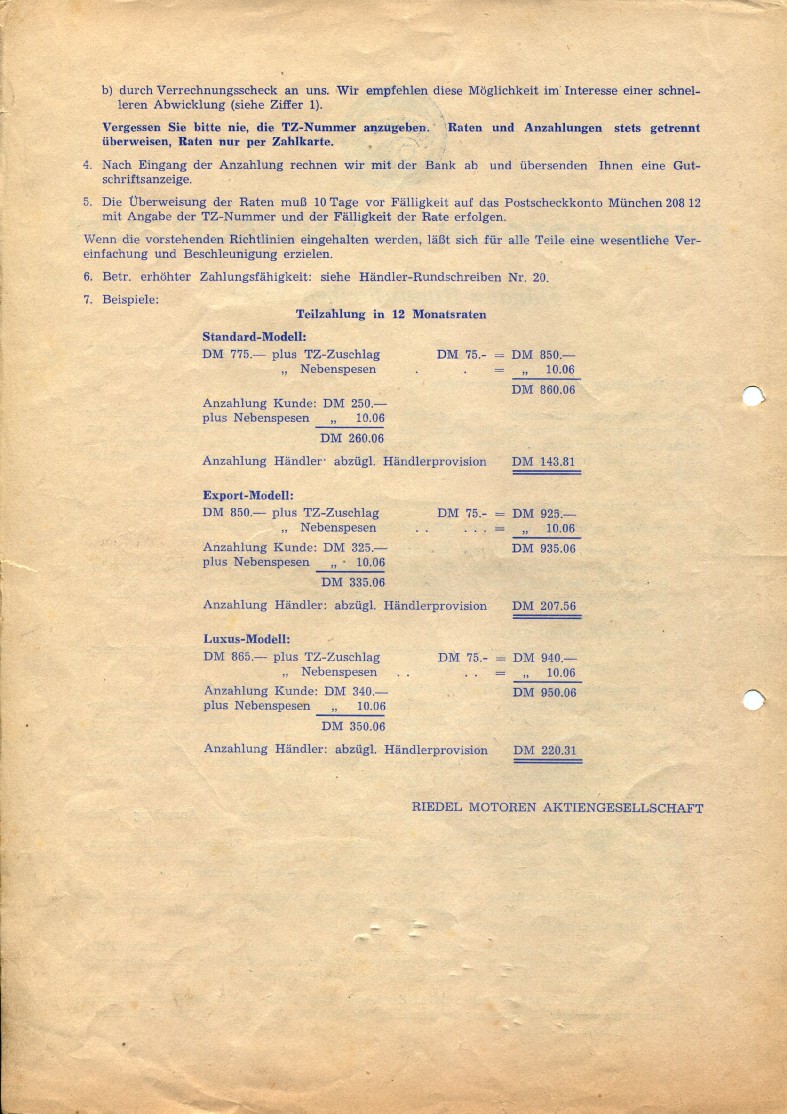 b) durch Verrechnungsscheck an uns. Wir empfehlen diese Möglichkeit im Interesse einer schnel-
leren Abwicklung (siehe Ziffer 1).
Vergessen Sie bitte nie, die TZ-Nummer anzugeben. Raten und Anzahlungen stets getrennt
überweisen, Raten nur per Zahlkarte.
4. Nach Eingang der Anzahlung rechnen wir mit der Bank ab und übersenden Ihnen eine Gut-
schriftsanzeige.
5. Die Überweisung der Raten muß 10 Tage vor Fälligkeit auf das Postscheckkonto München 208 12
mit Angabe der TZ-Nummer und der Fälligkeit der Rate erfolgen.
Wenn die vorstehenden Richtlinien eingehalten werden, läßt sich für alle Teile eine wesentliche Ver-
einfachung und Beschleunigung erzielen.
6. Betr. erhöhter Zahlungsfähigkeit: siehe Händler-Rundschreiben Nr. 20.
7. Beispiele:
Teilzahlung in 12 Monatsraten
Standard-Modell:
DM 775.— plus TZ-Zuschlag DM 75.- = DM 850.—
„ Nebenspesen . . = „ 10.06
DM 860.06
Anzahlung Kunde: DM 250.—
plus Nebenspesen „ 10.06
DM 260.06
Anzahlung Händler· abzügl. Händlerprovision DM 143.81
Export-Modell:
DM 850.— plus TZ-Zuschlag DM 75.- = DM 925.—
„ Nebenspesen . . . . . = „ 10.06
Anzahlung Kunde: DM 325.— DM 935.06
plus Nebenspesen „ 10.06
DM 335.06
Anzahlung Händler: abzügl. Händlerprovision DM 207.56
Luxus-Modell:
DM 865.— plus TZ-Zuschlag DM 75.- = DM 940.—
„ Nebenspesen . . . . = „ 10.06
Anzahlung Kunde: DM 340.— DM 950.06
plus Nebenspesen „ 10.06
DM 350.06
Anzahlung Händler: abzügl. Händlerprovision DM 220.31
RIEDEL MOTOREN AKTIENGESELLSCHAFT